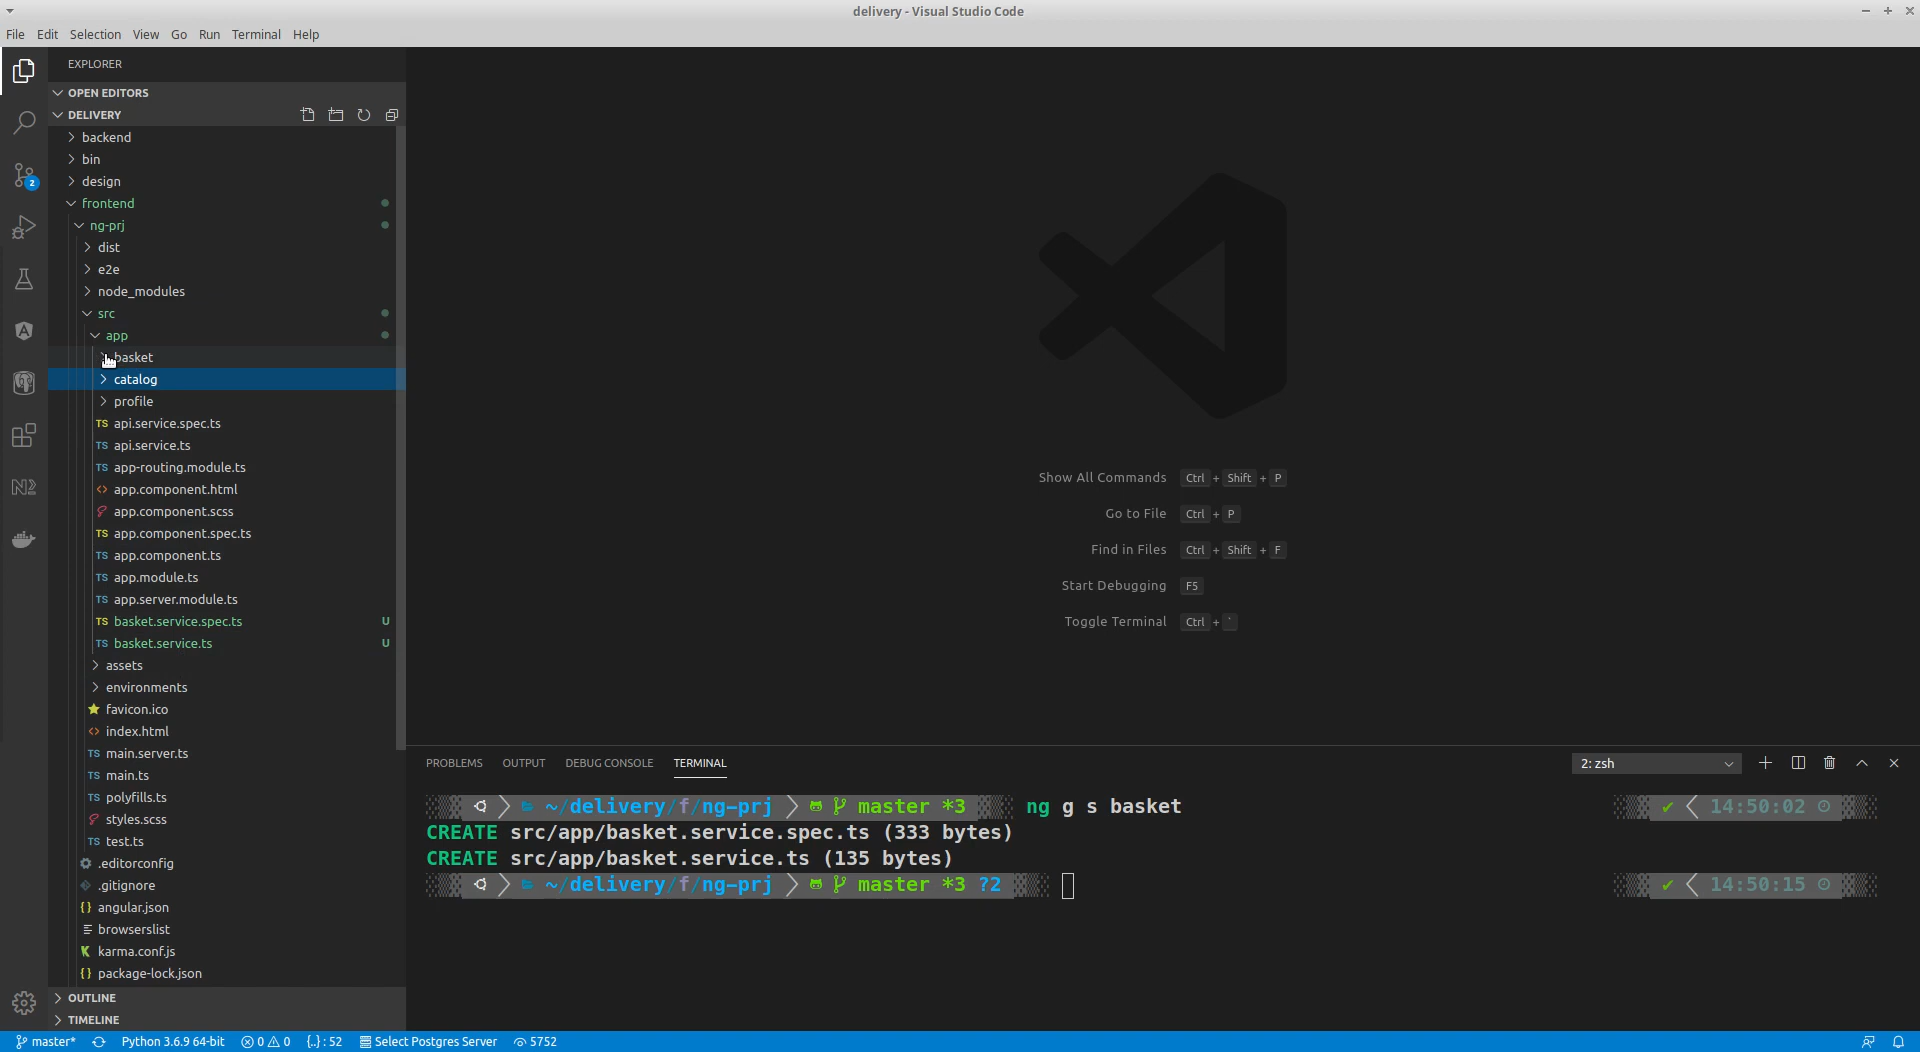 delivery - Visual Studio Code
File Edit Selection View Go Run Terminal Help
EXPLORER
OPEN EDITORS
DELIVERY
backend
bin
design
frontend
ng-prj
dist
e2e
node_modules
src
app
basket
catalog
profile
TS api.service.spec.ts
TS api.service.ts
TS app-routing.module.ts
<> app.component.html
app.component.scss
TS app.component.spec.ts
TS app.component.ts
TS app.module.ts
TS app.server.module.ts
TS basket.service.spec.ts U
TS basket.service.ts U
assets
environments
favicon.ico
<> index.html
TS main.server.ts
TS main.ts
TS polyfills.ts
styles.scss
TS test.ts
.editorconfig
.gitignore
{} angular.json
browserslist
karma.conf.js
{} package-lock.json
OUTLINE
TIMELINE
2
Show All Commands Ctrl + Shift + P
Go to File Ctrl + P
Find in Files Ctrl + Shift + F
Start Debugging F5
Toggle Terminal Ctrl + `
PROBLEMS OUTPUT DEBUG CONSOLE TERMINAL 2: zsh
~/delivery/f/ng-prj master *3 ng g s basket ✔ 14:50:02
CREATE src/app/basket.service.spec.ts (333 bytes)
CREATE src/app/basket.service.ts (135 bytes)
~/delivery/f/ng-prj master *3 ?2 ✔ 14:50:15
master* Python 3.6.9 64-bit 0 0 {..} : 52 Select Postgres Server 5752